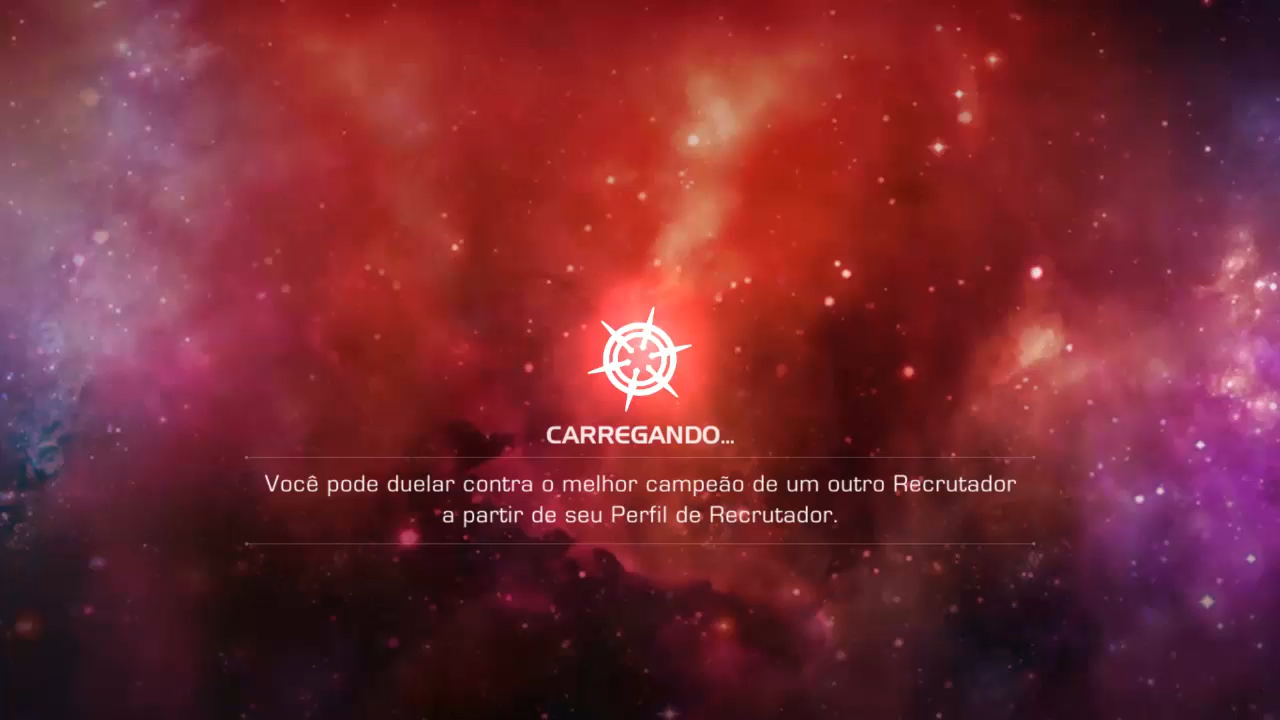 CARREGANDO...
Você pode duelar contra o melhor campeão de um outro Recrutador
a partir de seu Perfil de Recrutador.